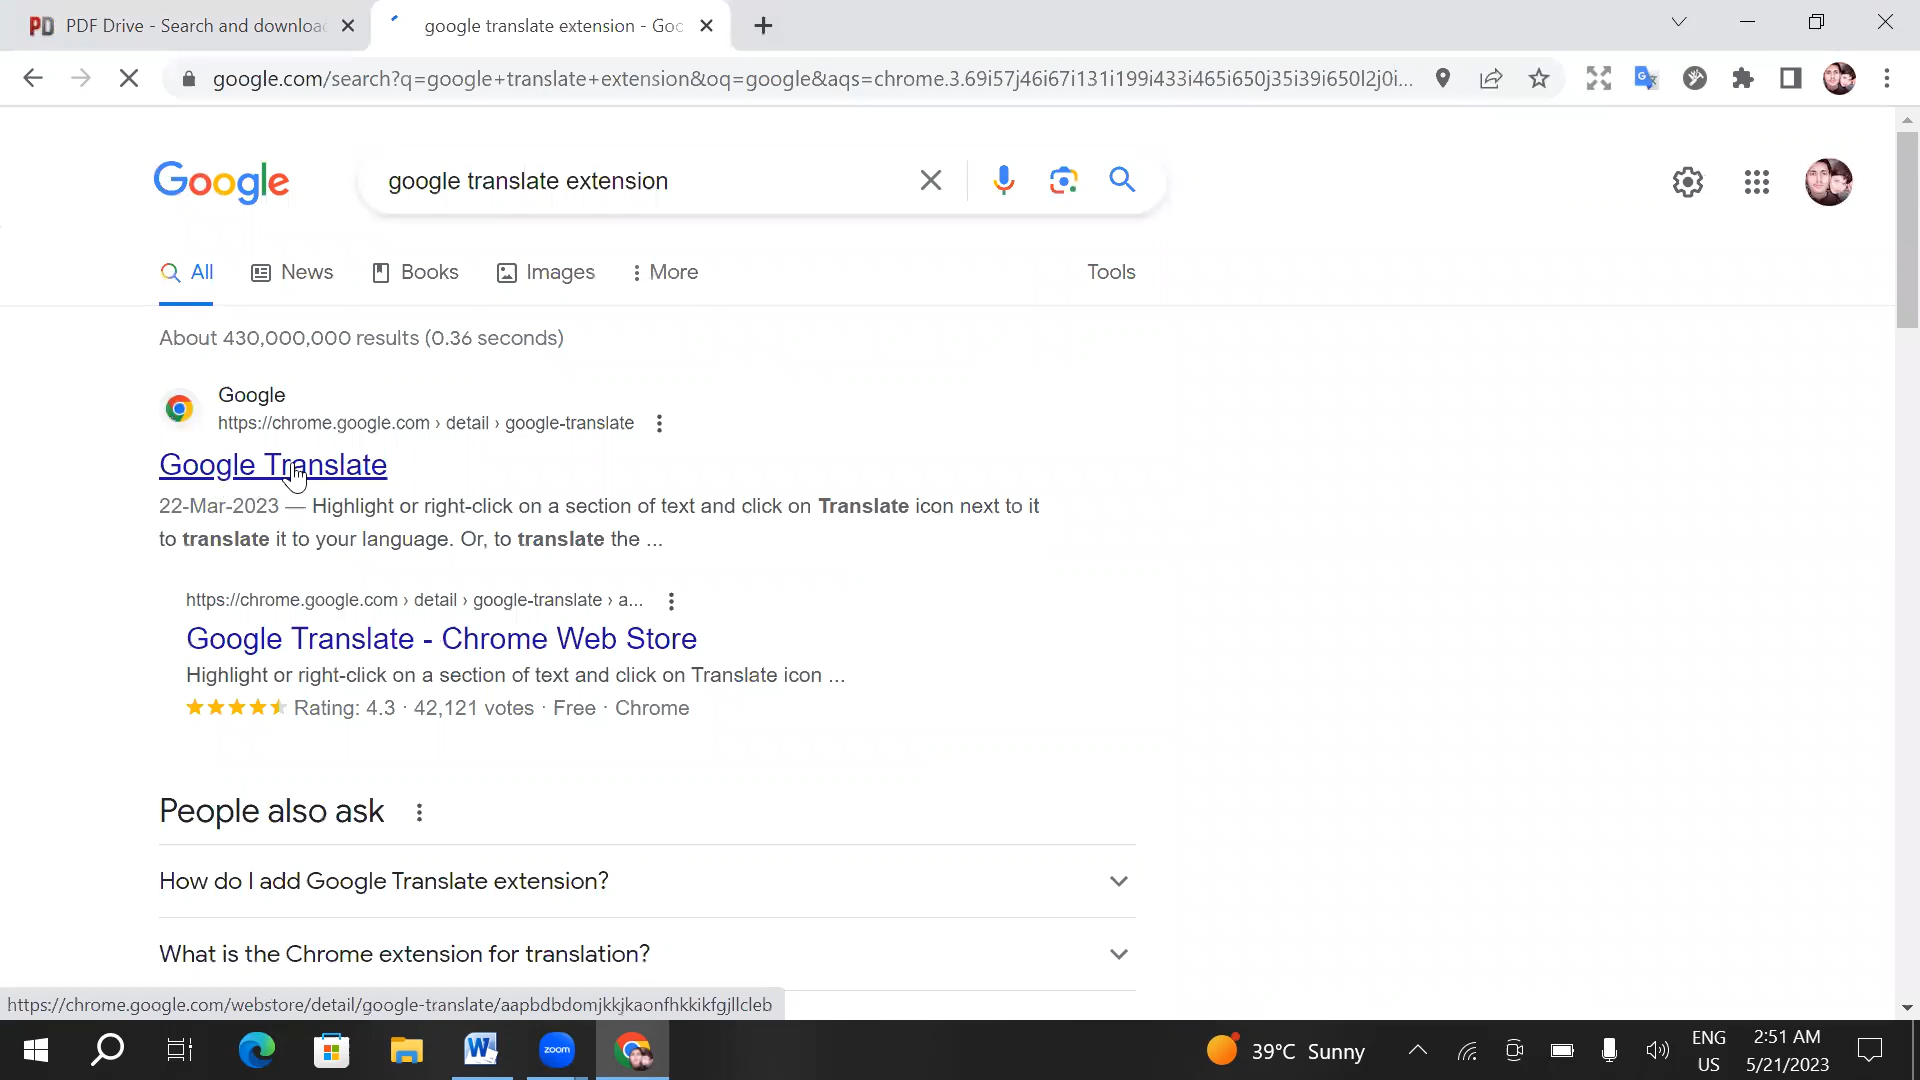 PDF Drive - Search and downloa
google translate extension - Goo
google.com/search?q=google+translate+extension&oq=google&aqs=chrome.3.69i57j46i67i131i199i433i465i650j35i39i650l2j0i...
Google
google translate extension
All
News
Books
Images
More
Tools
About 430,000,000 results (0.36 seconds)
Google
https://chrome.google.com › detail › google-translate
Google Translate
22-Mar-2023 — Highlight or right-click on a section of text and click on Translate icon next to it
to translate it to your language. Or, to translate the ...
https://chrome.google.com › detail › google-translate › a...
Google Translate - Chrome Web Store
Highlight or right-click on a section of text and click on Translate icon ...
Rating: 4.3 · 42,121 votes · Free · Chrome
People also ask
How do I add Google Translate extension?
What is the Chrome extension for translation?
https://chrome.google.com/webstore/detail/google-translate/aapbdbdomjkkjkaonfhkkikfgjllcleb
zoom
39°C Sunny
ENG
US
2:51 AM
5/21/2023